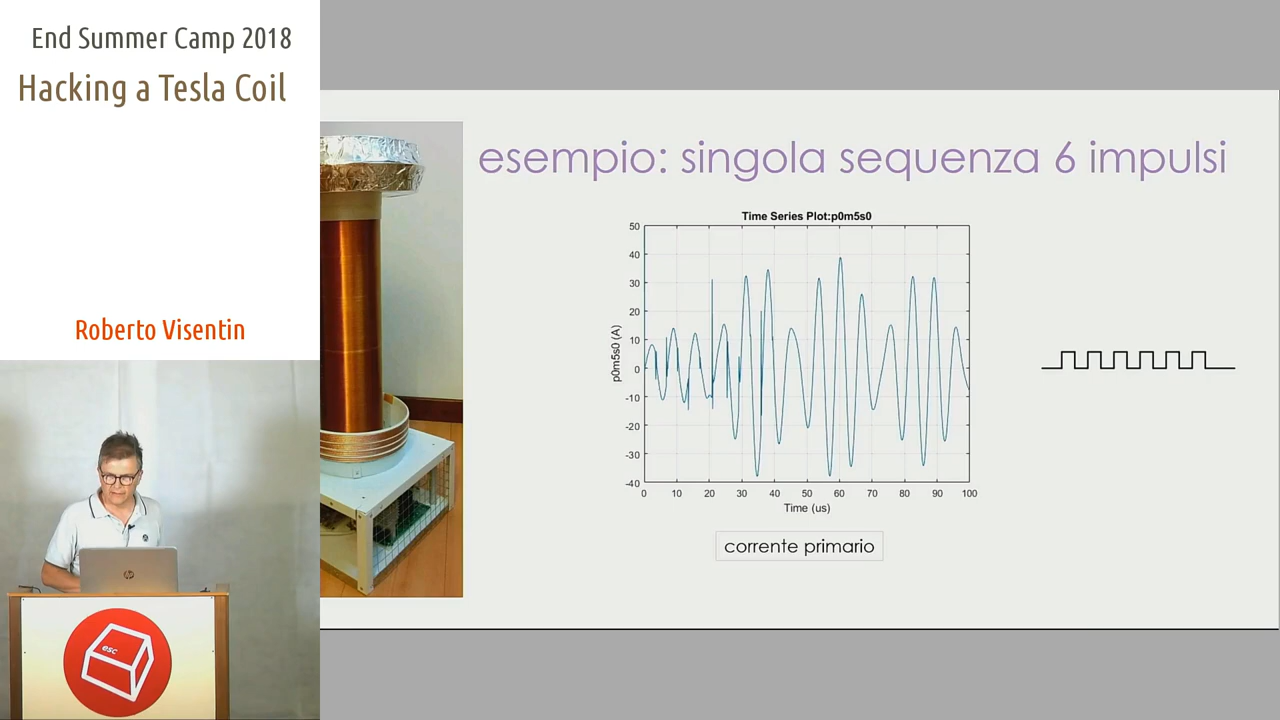 End Summer Camp 2018
Hacking a Tesla Coil
Roberto Visentin
esc
hp
esempio: singola sequenza 6 impulsi
Time Series Plot:p0m5s0
p0m5s0 (A)
50
40
30
20
10
0
-10
-20
-30
-40
0 10 20 30 40 50 60 70 80 90 100
Time (us)
corrente primario